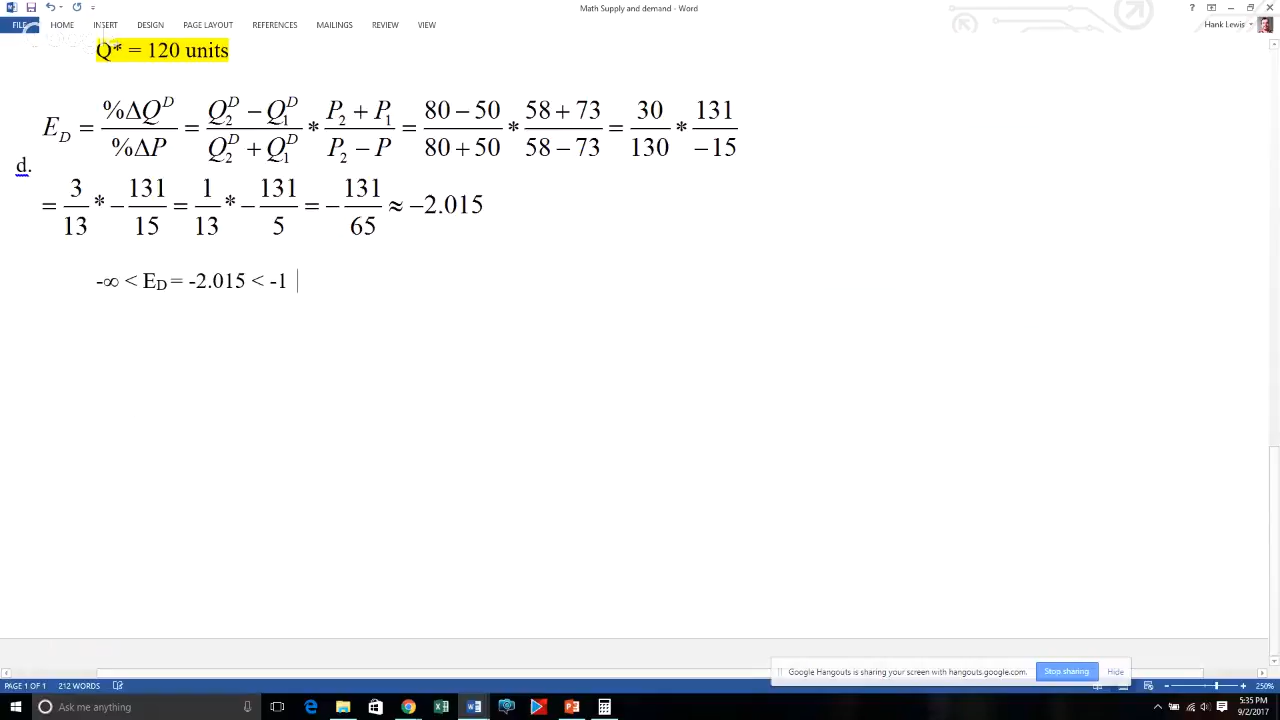 Math Supply and demand - Word
FILE HOME INSERT DESIGN PAGE LAYOUT REFERENCES MAILINGS REVIEW VIEW
Hank Lewis
Q* = 120 units
d.
E_D = %ΔQ^D / %ΔP = (Q_2^D − Q_1^D) / (Q_2^D + Q_1^D) * (P_2 + P_1) / (P_2 − P) = (80 − 50) / (80 + 50) * (58 + 73) / (58 − 73) = 30 / 130 * 131 / −15
= 3 / 13 * − 131 / 15 = 1 / 13 * − 131 / 5 = − 131 / 65 ≈ −2.015
-∞ < E_D = -2.015 < -1
Google Hangouts is sharing your screen with hangouts.google.com. Stop sharing Hide
PAGE 1 OF 1 212 WORDS 250%
Ask me anything
5:35 PM
9/2/2017